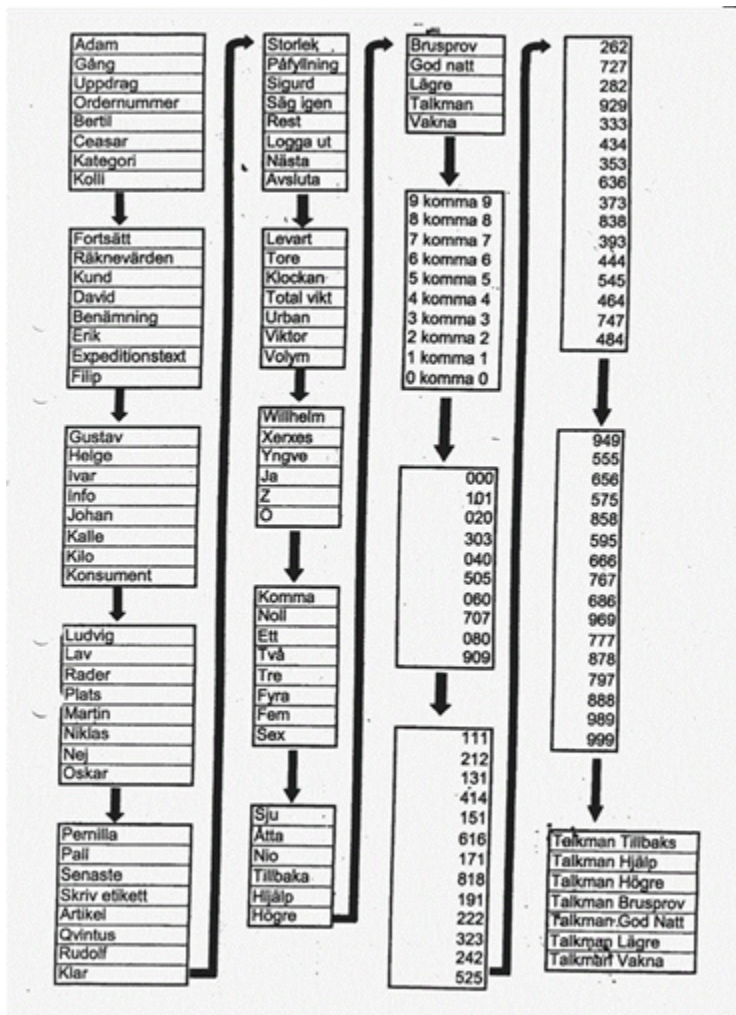 Adam
Gång
Uppdrag
Ordernummer
Bertil
Ceasar
Kategori
Kolli
Fortsätt
Räknevärden
Kund
David
Benämning
Erik
Expeditionstext
Filip
Gustav
Helge
Ivar
Info
Johan
Kalle
Kilo
Konsument
Ludvig
Lav
Rader
Plats
Martin
Niklas
Nej
Oskar
Pernilla
Pall
Senaste
Skriv etikett
Artikel
Qvintus
Rudolf
Klar
Storlek
Påfyllning
Sigurd
Säg igen
Rest
Logga ut
Nästa
Avsluta
Levart
Tore
Klockan
Total vikt
Urban
Viktor
Volym
Willhelm
Xerxes
Yngve
Ja
Z
Ö
Komma
Noll
Ett
Två
Tre
Fyra
Fem
Sex
Sju
Åtta
Nio
Tillbaka
Hjälp
Högre
Brusprov
God natt
Lägre
Talkman
Vakna
9 komma 9
8 komma 8
7 komma 7
6 komma 6
5 komma 5
4 komma 4
3 komma 3
2 komma 2
1 komma 1
0 komma 0
000
101
020
303
040
505
060
707
080
909
111
212
131
414
151
616
171
818
191
222
323
242
525
262
727
282
929
333
434
353
636
373
838
393
444
545
464
747
484
949
555
656
575
858
595
666
767
686
969
777
878
797
888
989
999
Talkman Tillbaks
Talkman Hjälp
Talkman Högre
Talkman Brusprov
Talkman God Natt
Talkman Lägre
Talkman Vakna